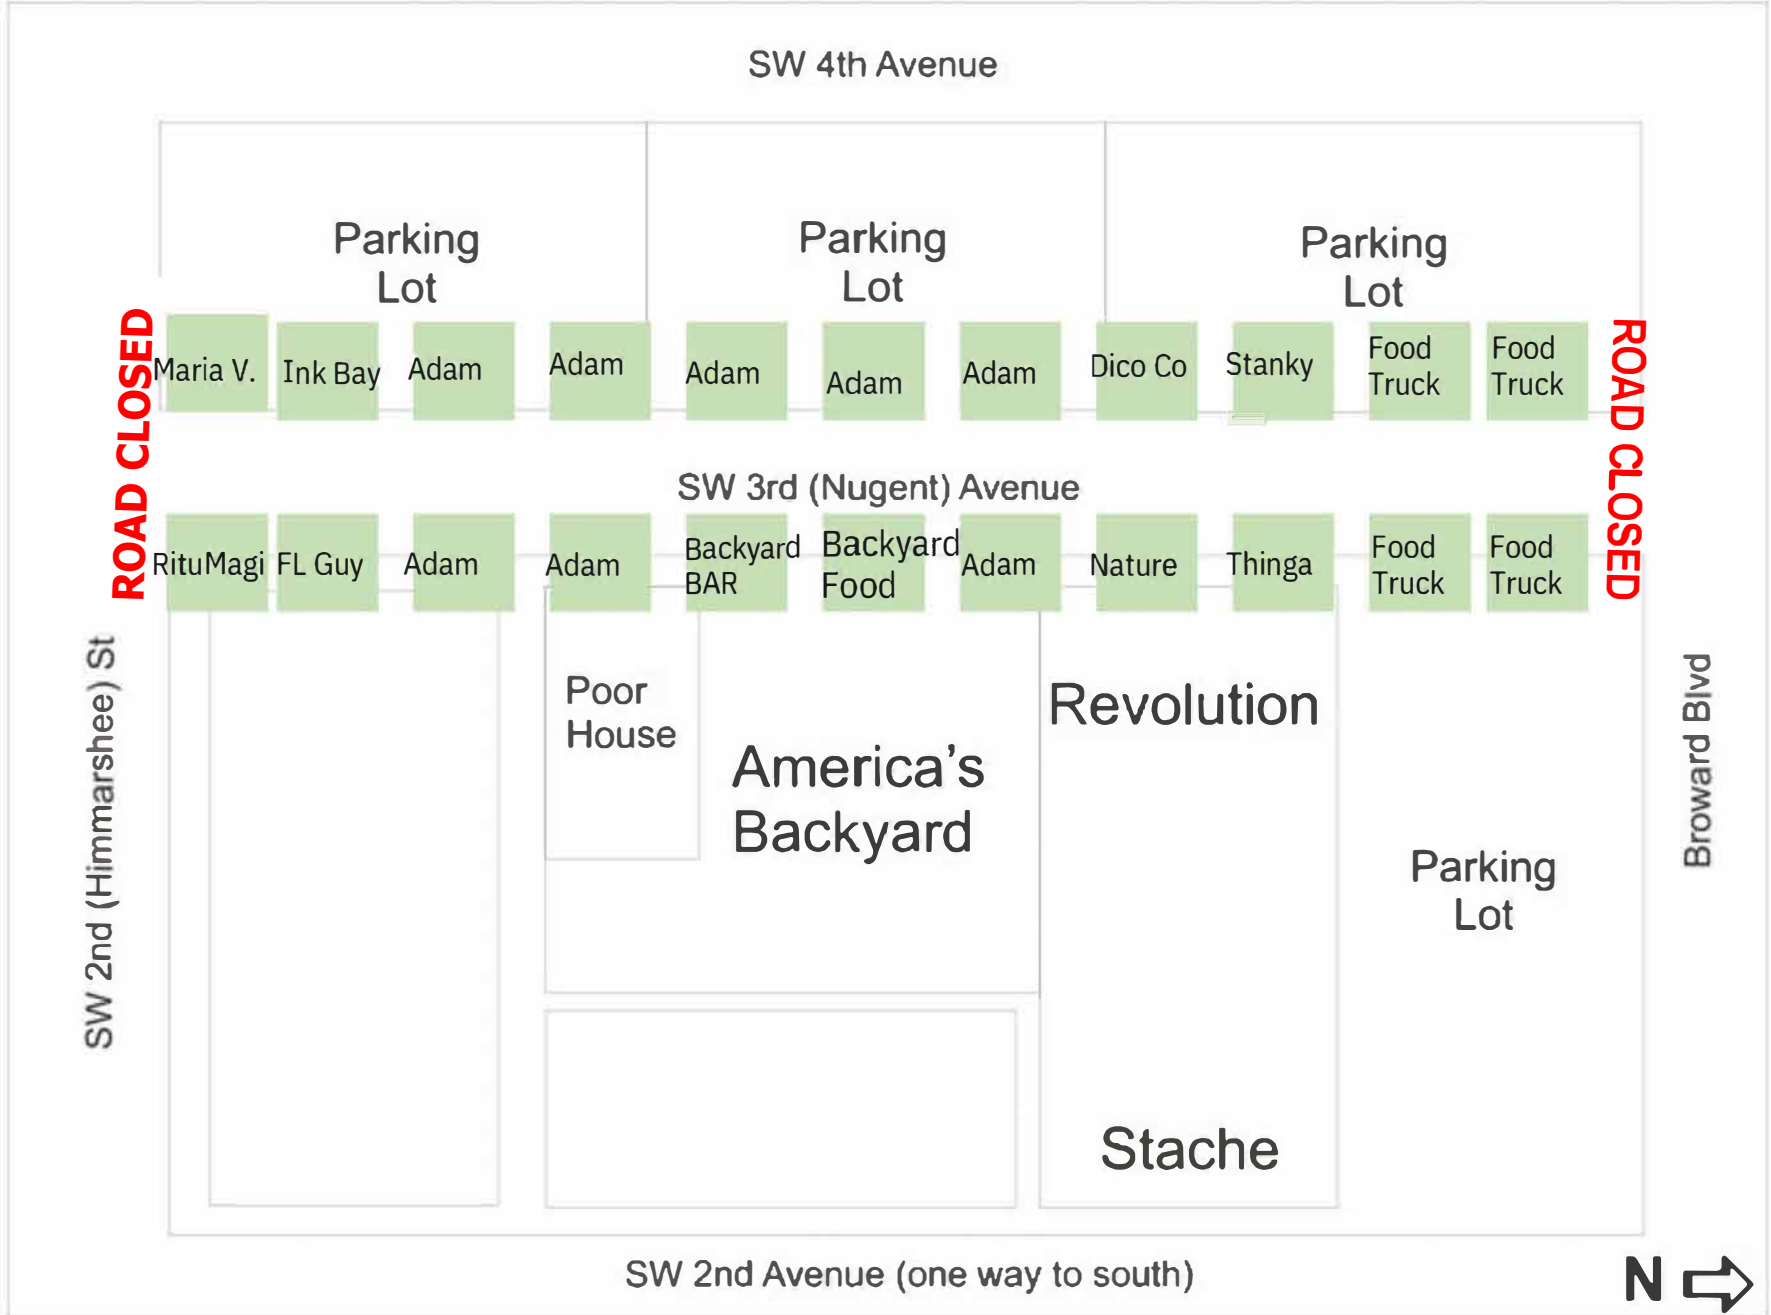 SW 4th Avenue
Parking
Lot
Parking
Lot
Parking
Lot
ROAD CLOSED
Maria V.
Ink Bay
Adam
Adam
Adam
Adam
Adam
Dico Co
Stanky
Food
Truck
Food
Truck
ROAD CLOSED
SW 3rd (Nugent) Avenue
RituMagi
FL Guy
Adam
Adam
Backyard
BAR
Backyard
Food
Adam
Nature
Thinga
Food
Truck
Food
Truck
SW 2nd (Himmarshee) St
Poor
House
America's
Backyard
Revolution
Parking
Lot
Broward Blvd
Stache
SW 2nd Avenue (one way to south)
N